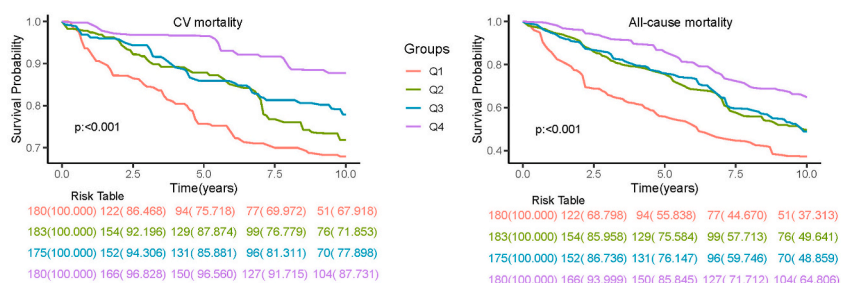 CV mortality
1.0
0.9
0.8
0.7
Survival Probability
p:<0.001
0.0 2.5 5.0 7.5 10.0
Time(years)
Risk Table
180(100.000) 122( 86.468) 94( 75.718) 77( 69.972) 51( 67.918)
183(100.000) 154( 92.196) 129( 87.874) 99( 76.779) 76( 71.853)
175(100.000) 152( 94.306) 131( 85.881) 96( 81.311) 70( 77.898)
180(100.000) 166( 96.828) 150( 96.560) 127( 91.715) 104( 87.731)
Groups
Q1
Q2
Q3
Q4
All-cause mortality
1.0
0.8
0.6
0.4
Survival Probability
p:<0.001
0.0 2.5 5.0 7.5 10.0
Time(years)
Risk Table
180(100.000) 122( 68.798) 94( 55.838) 77( 44.670) 51( 37.313)
183(100.000) 154( 85.958) 129( 75.584) 99( 57.713) 76( 49.641)
175(100.000) 152( 86.736) 131( 76.147) 96( 59.746) 70( 48.859)
180(100.000) 166( 93.999) 150( 85.845) 127( 71.712) 104( 64.806)